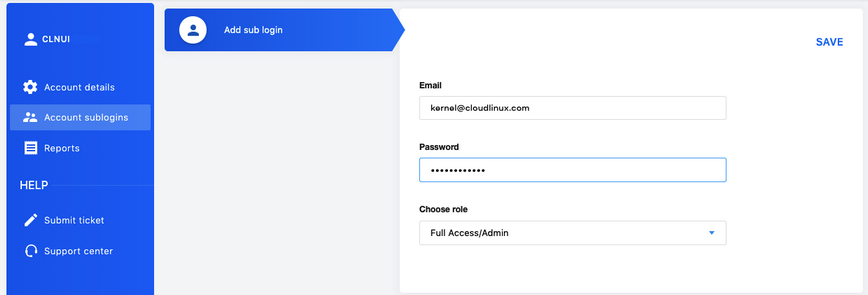 CLNUI
Account details
Account sublogins
Reports
HELP
Submit ticket
Support center
Add sub login
SAVE
Email
kernel@cloudlinux.com
Password
••••••••••••
Choose role
Full Access/Admin